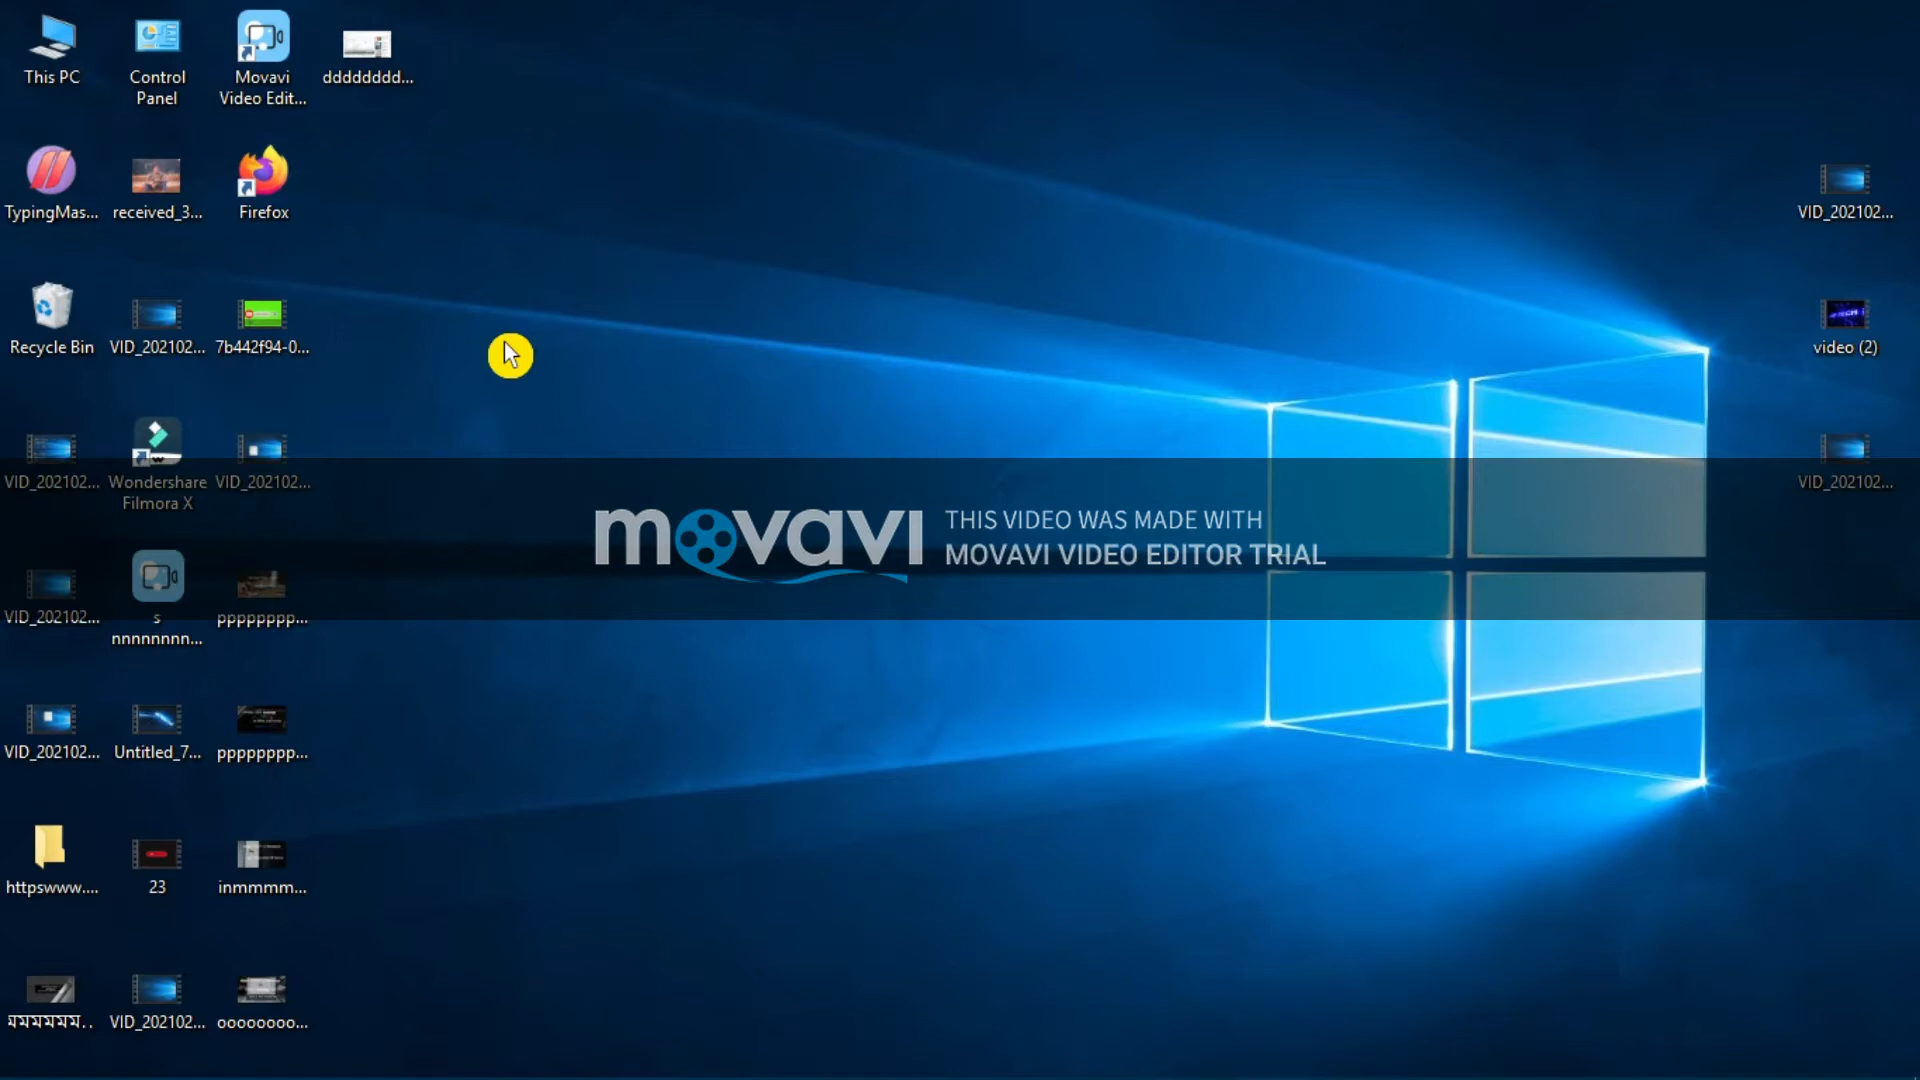 This PC
Control
Panel
Movavi
Video Edit...
dddddddd...
TypingMas...
received_3...
Firefox
VID_202102...
Recycle Bin
VID_202102...
7b442f94-0...
video (2)
VID_202102...
Wondershare
Filmora X
VID_202102...
VID_202102...
movavi
THIS VIDEO WAS MADE WITH
MOVAVI VIDEO EDITOR TRIAL
VID_202102...
s
nnnnnnnn...
pppppppp...
VID_202102...
Untitled_7...
pppppppp...
httpswww....
23
inmmmm...
মমমমমম...
VID_202102...
oooooooo...